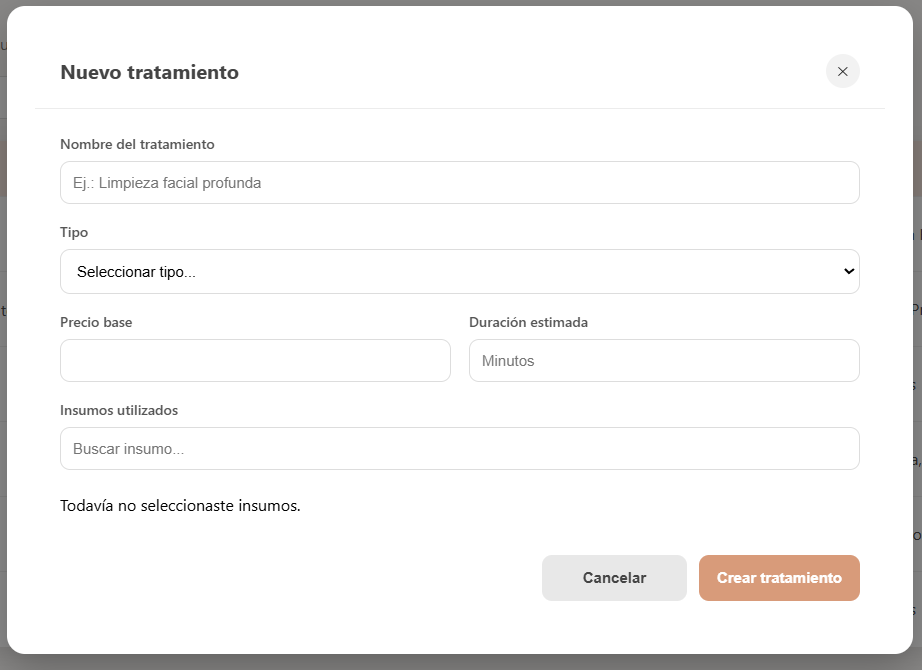 Nuevo tratamiento
Nombre del tratamiento
Ej.: Limpieza facial profunda
Tipo
Seleccionar tipo...
Precio base
Duración estimada
Minutos
Insumos utilizados
Buscar insumo...
Todavía no seleccionaste insumos.
Cancelar
Crear tratamiento